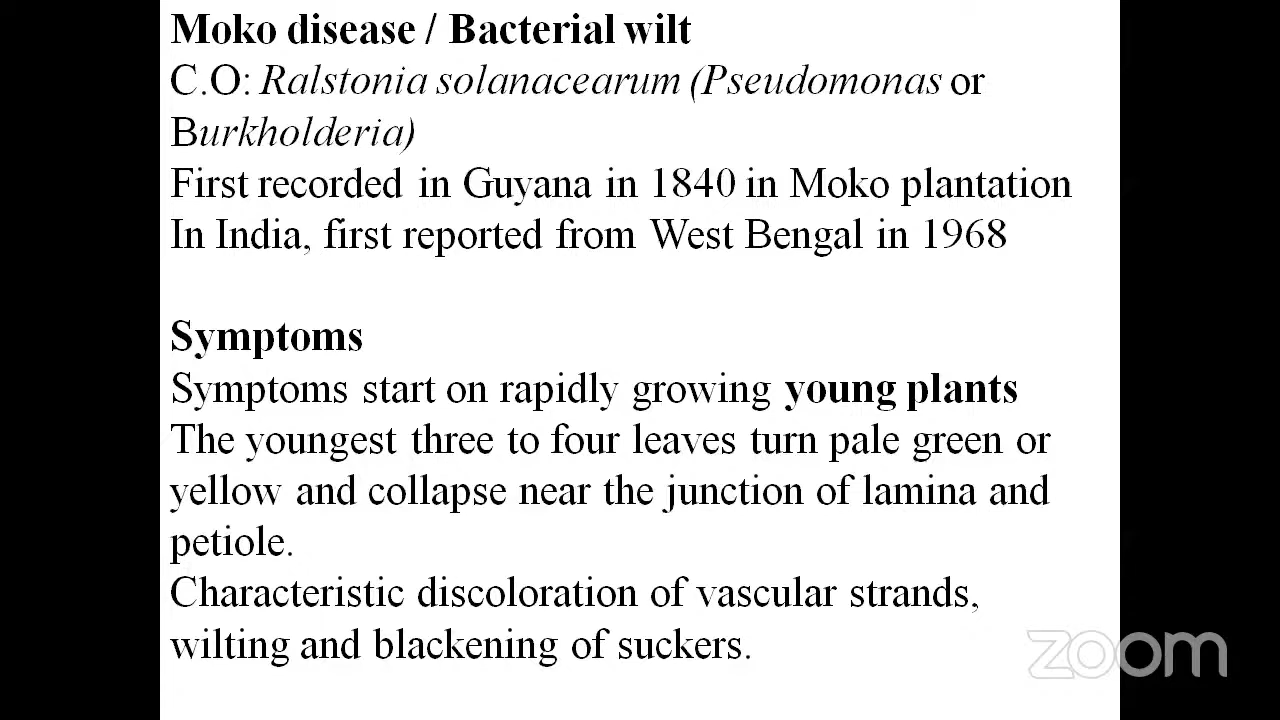 Moko disease / Bacterial wilt
C.O: Ralstonia solanacearum (Pseudomonas or
Burkholderia)
First recorded in Guyana in 1840 in Moko plantation
In India, first reported from West Bengal in 1968
Symptoms
Symptoms start on rapidly growing young plants
The youngest three to four leaves turn pale green or
yellow and collapse near the junction of lamina and
petiole.
Characteristic discoloration of vascular strands,
wilting and blackening of suckers.
zoom